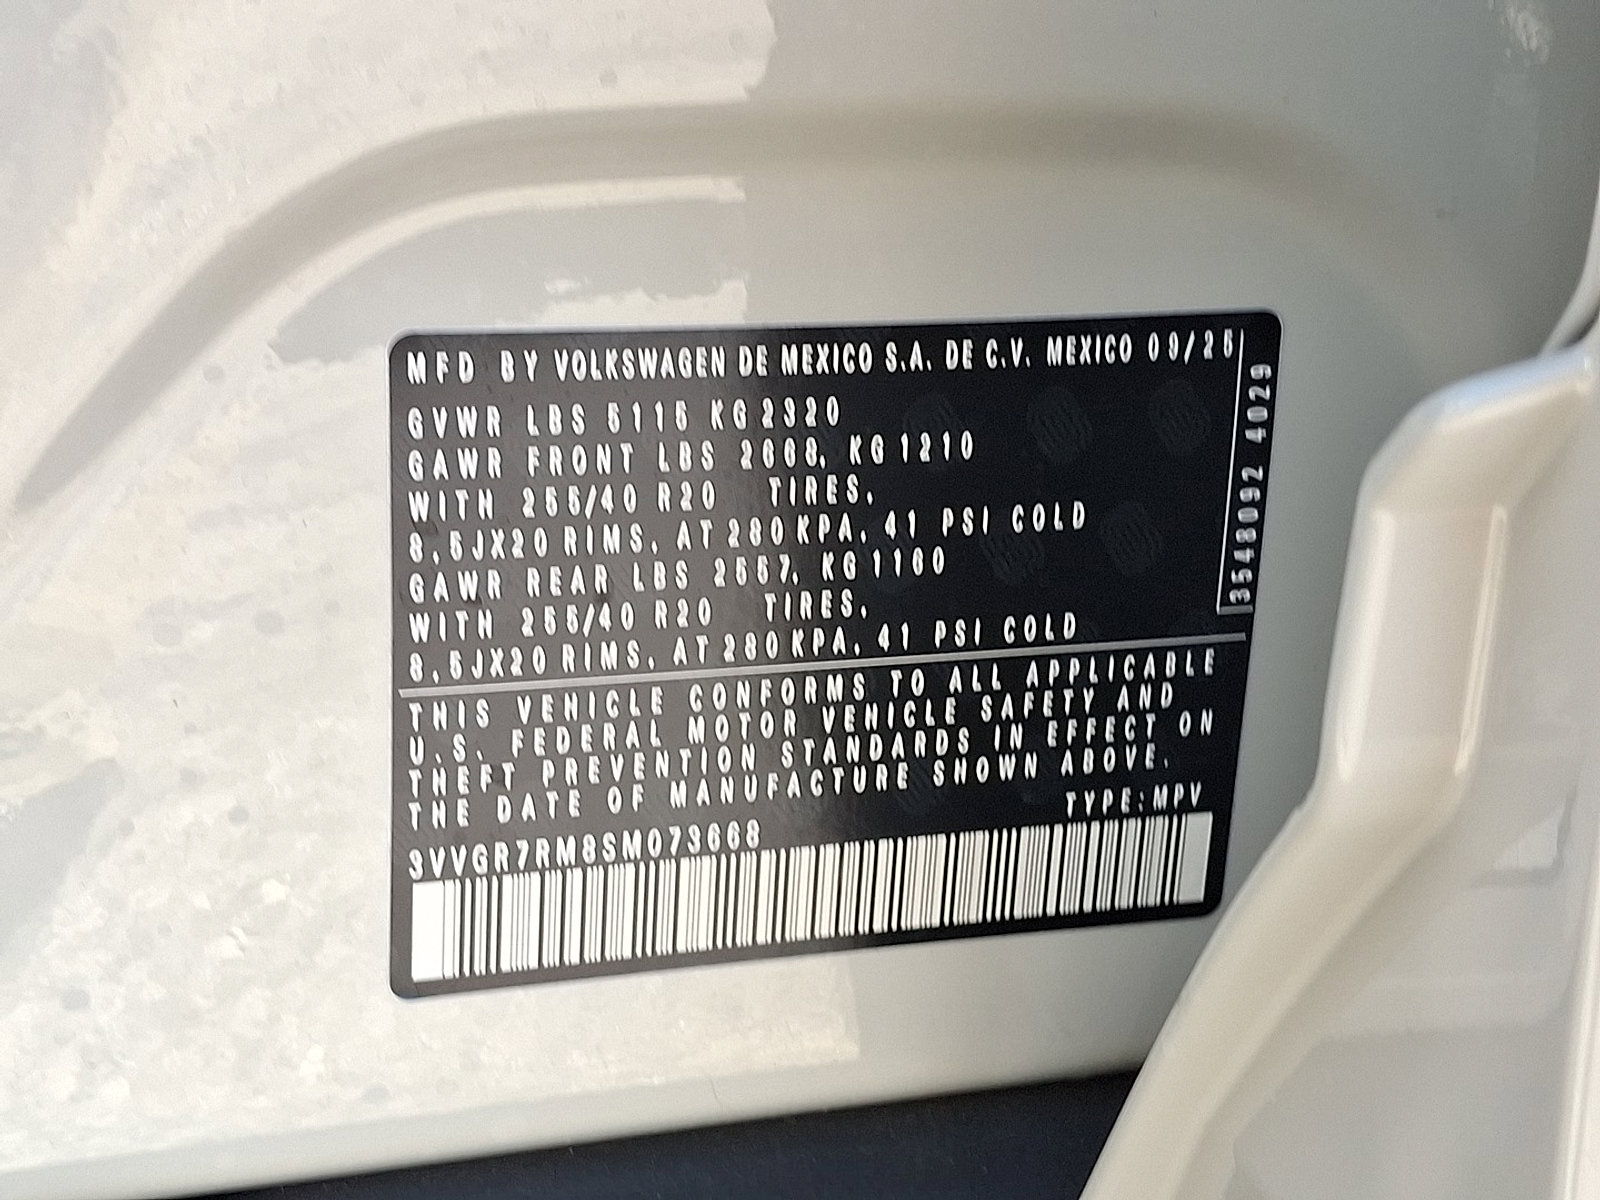 MFD BY VOLKSWAGEN DE MEXICO S.A. DE C.V. MEXICO 09/25
GVWR LBS 5115 KG 2320
GAWR FRONT LBS 2668, KG 1210
WITH 255/40 R20 TIRES,
8,5JX20 RIMS, AT 280 KPA, 41 PSI COLD
GAWR REAR LBS 2557, KG 1160
WITH 255/40 R20 TIRES,
8,5JX20 RIMS, AT 280 KPA, 41 PSI COLD
35480092 4029
THIS VEHICLE CONFORMS TO ALL APPLICABLE
U.S. FEDERAL MOTOR VEHICLE SAFETY AND
THEFT PREVENTION STANDARDS IN EFFECT ON
THE DATE OF MANUFACTURE SHOWN ABOVE.
TYPE:MPV
3VVGR7RM8SM073668